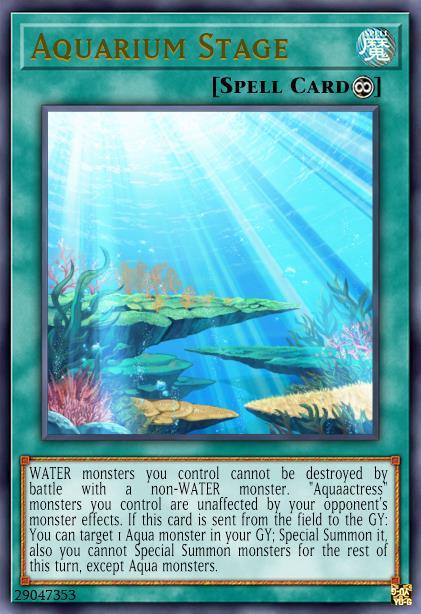 Aquarium Stage
[Spell Card∞]
WATER monsters you control cannot be destroyed by
battle with a non-WATER monster. "Aquaactress"
monsters you control are unaffected by your opponent's
monster effects. If this card is sent from the field to the GY:
You can target 1 Aqua monster in your GY; Special Summon it,
also you cannot Special Summon monsters for the rest of
this turn, except Aqua monsters.
29047353